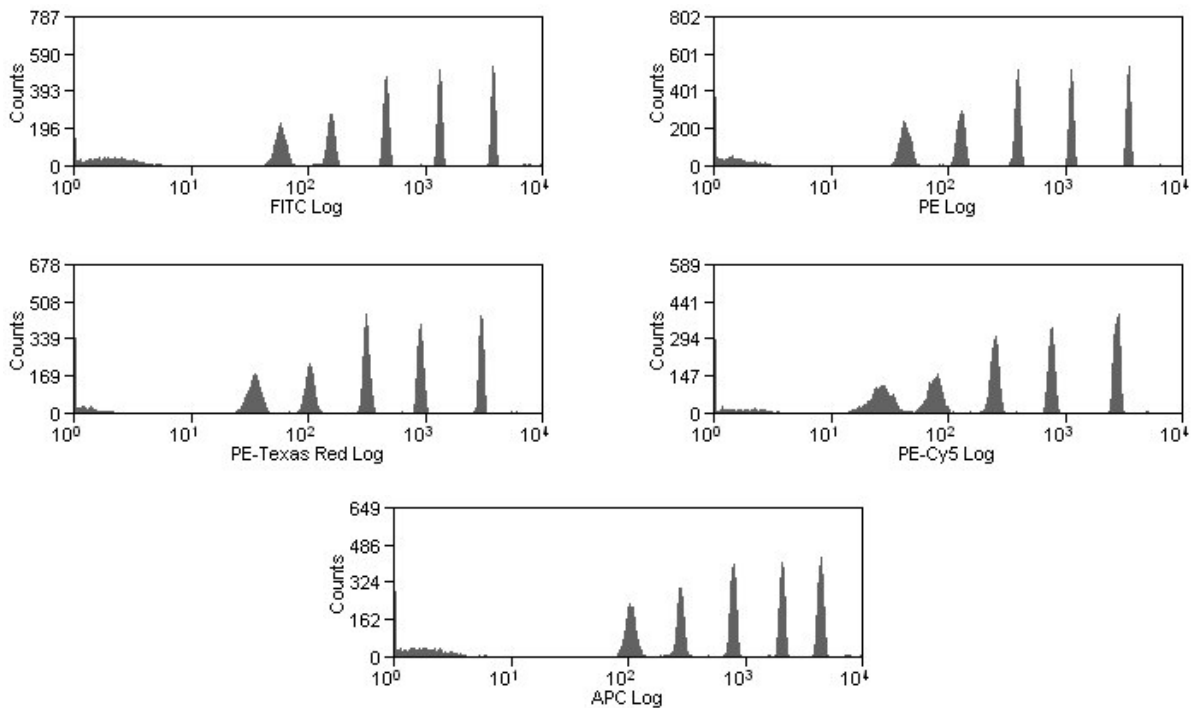 787
590
393
196
0
Counts
10⁰ 10¹ 10² 10³ 10⁴
FITC Log
802
601
401
200
0
Counts
10⁰ 10¹ 10² 10³ 10⁴
PE Log
678
508
339
169
0
Counts
10⁰ 10¹ 10² 10³ 10⁴
PE-Texas Red Log
589
441
294
147
0
Counts
10⁰ 10¹ 10² 10³ 10⁴
PE-Cy5 Log
649
486
324
162
0
Counts
10⁰ 10¹ 10² 10³ 10⁴
APC Log